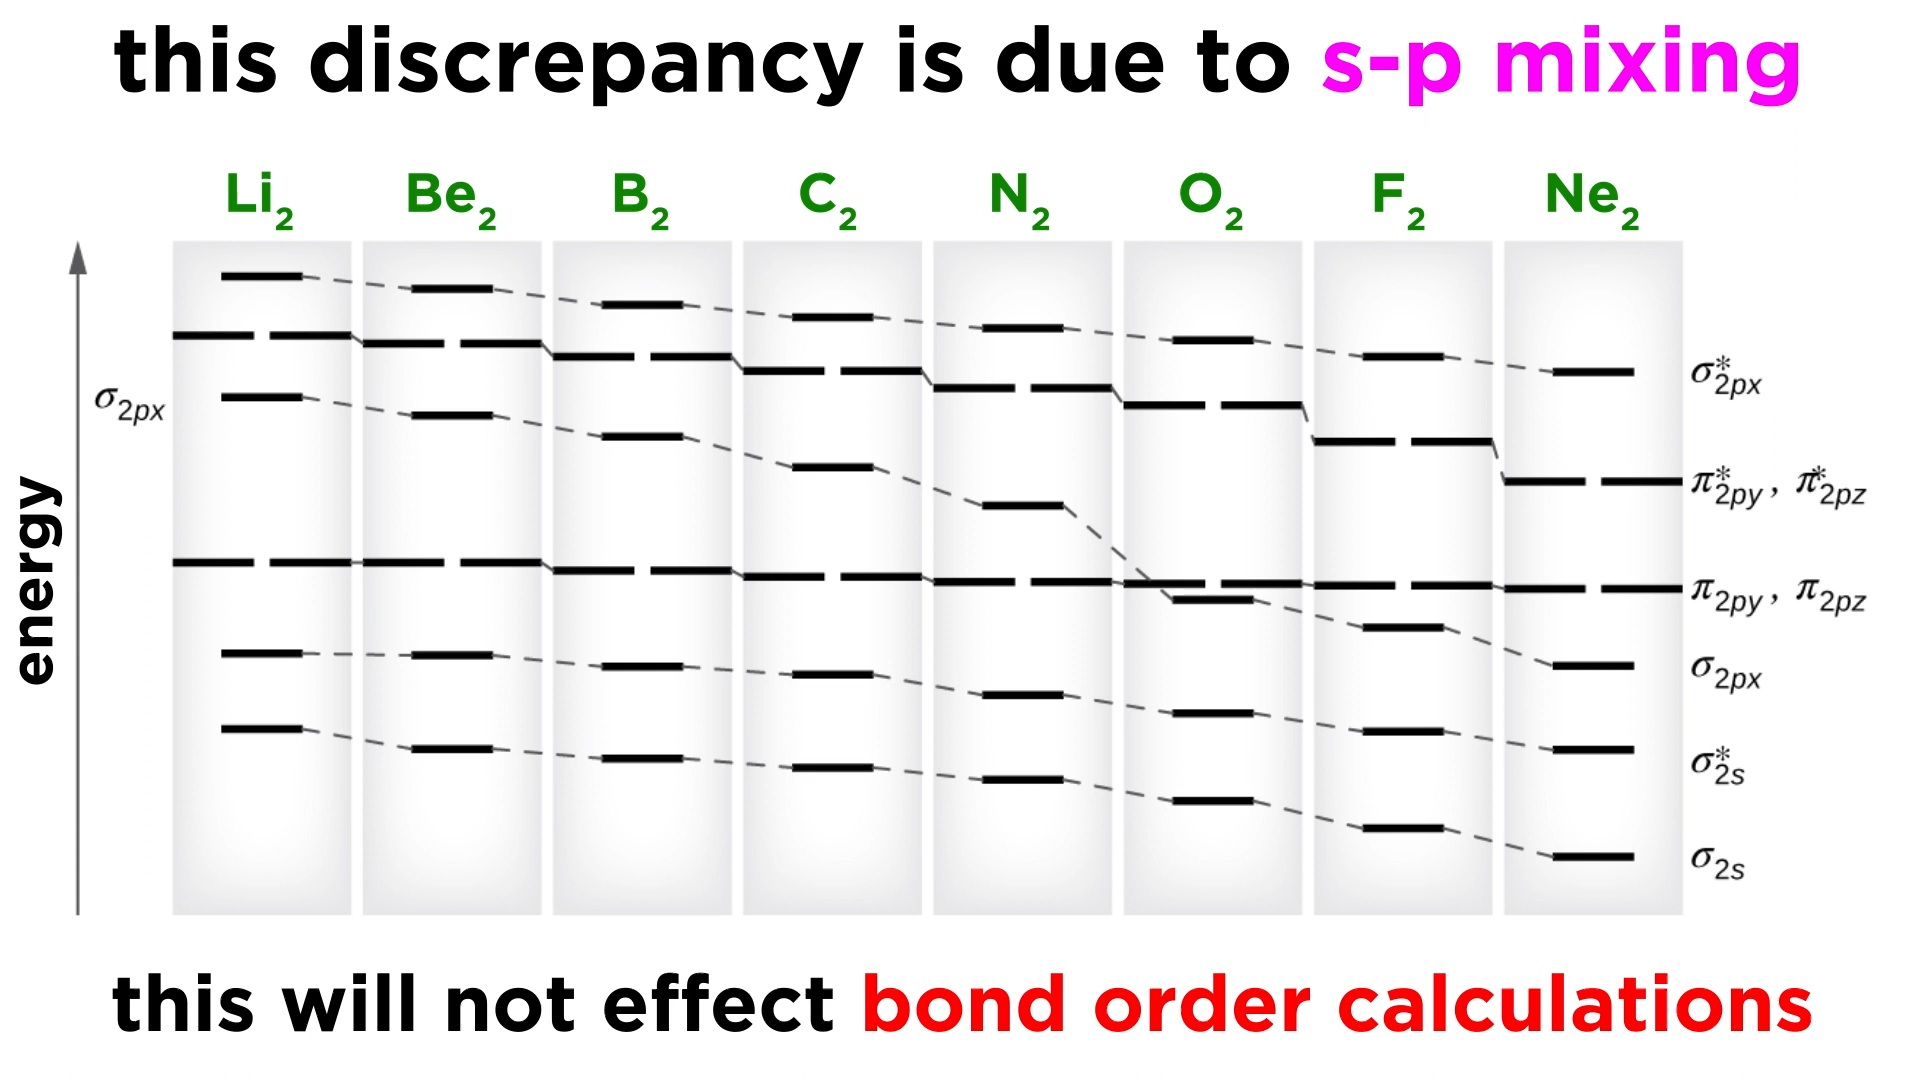 this discrepancy is due to s-p mixing
Li₂ Be₂ B₂ C₂ N₂ O₂ F₂ Ne₂
σ*₂px
σ₂px
π*₂py, π*₂pz
energy
π₂py, π₂pz
σ₂px
σ*₂s
σ₂s
this will not effect bond order calculations